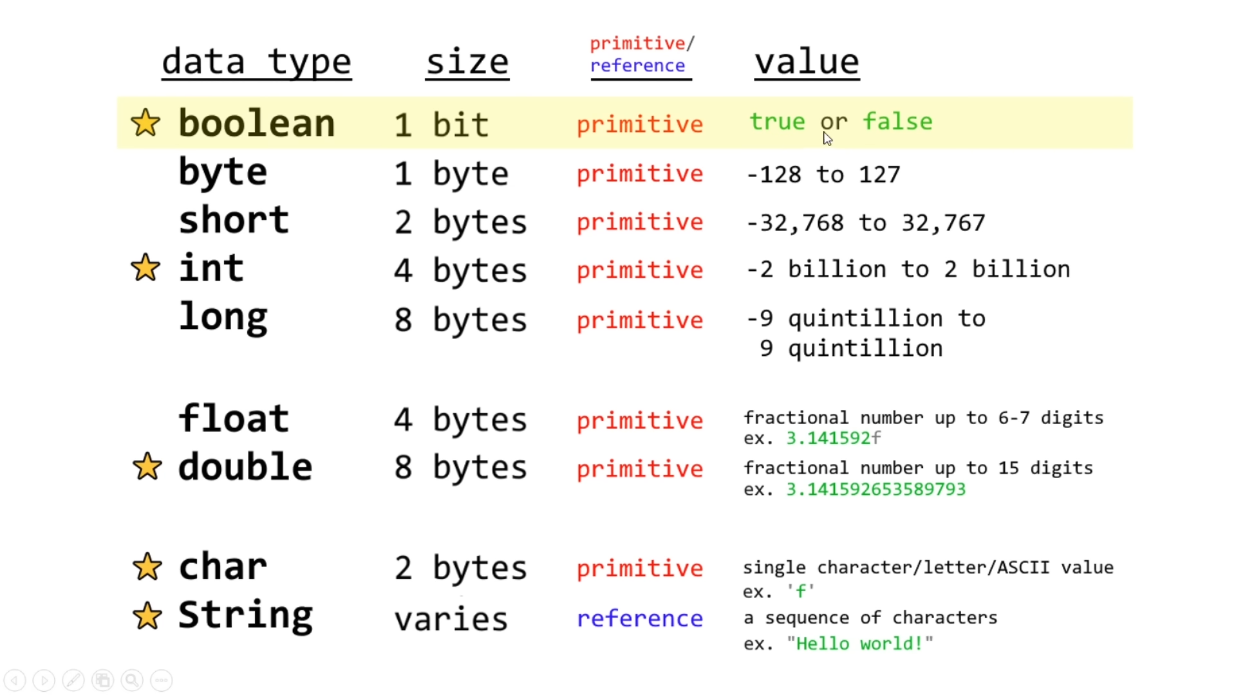 data type size primitive/ reference value
boolean 1 bit primitive true or false
byte 1 byte primitive -128 to 127
short 2 bytes primitive -32,768 to 32,767
int 4 bytes primitive -2 billion to 2 billion
long 8 bytes primitive -9 quintillion to
9 quintillion
float 4 bytes primitive fractional number up to 6-7 digits
ex. 3.141592f
double 8 bytes primitive fractional number up to 15 digits
ex. 3.141592653589793
char 2 bytes primitive single character/letter/ASCII value
ex. 'f'
String varies reference a sequence of characters
ex. "Hello world!"